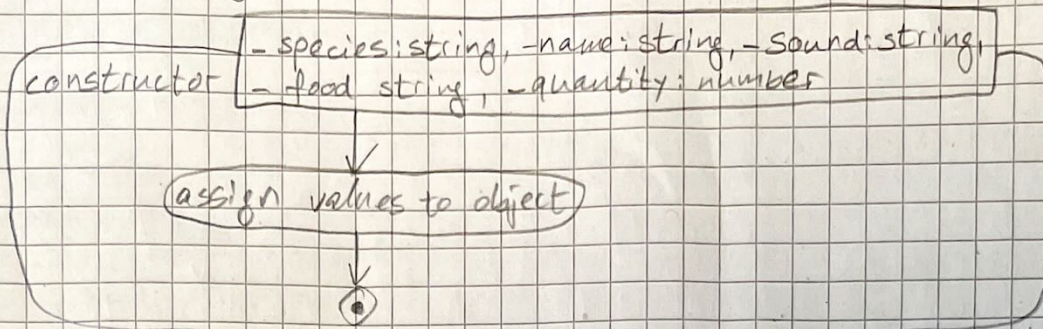 - species: string, -name: string, - sound: string,
constructor
- food string, -quantity: number
assign values to object